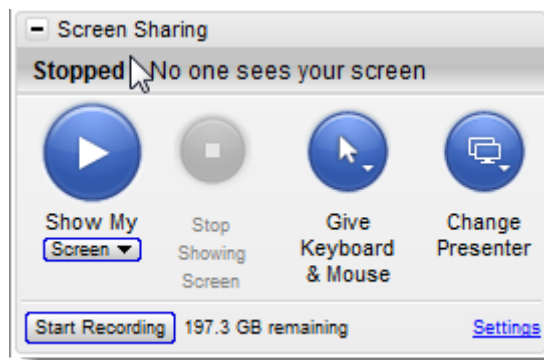 Screen Sharing
Stopped No one sees your screen
Show My
Screen
Stop
Showing
Screen
Give
Keyboard
& Mouse
Change
Presenter
Start Recording 197.3 GB remaining Settings